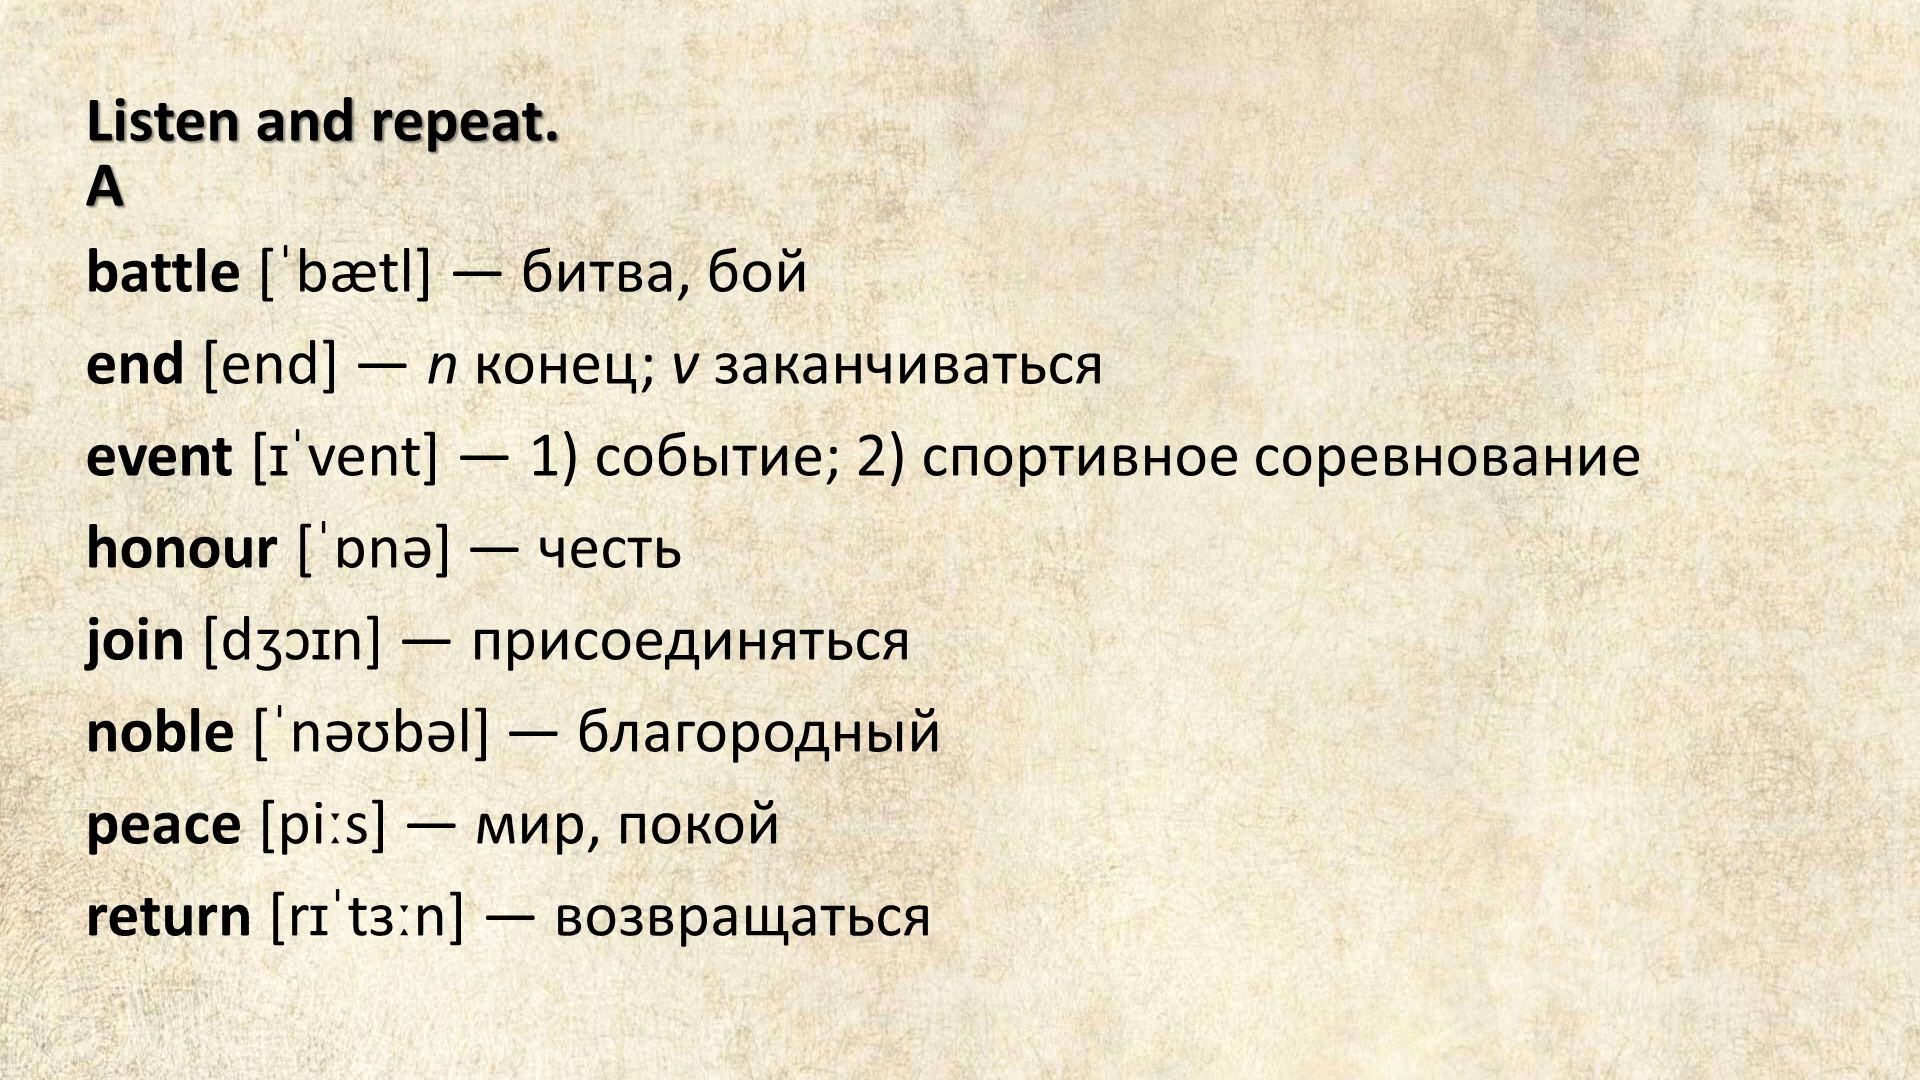 Listen and repeat.
A
battle [ˈbætl] — битва, бой
end [end] — n конец; v заканчиваться
event [ɪˈvent] — 1) событие; 2) спортивное соревнование
honour [ˈɒnə] — честь
join [dʒɔɪn] — присоединяться
noble [ˈnəʊbəl] — благородный
peace [piːs] — мир, покой
return [rɪˈtɜːn] — возвращаться